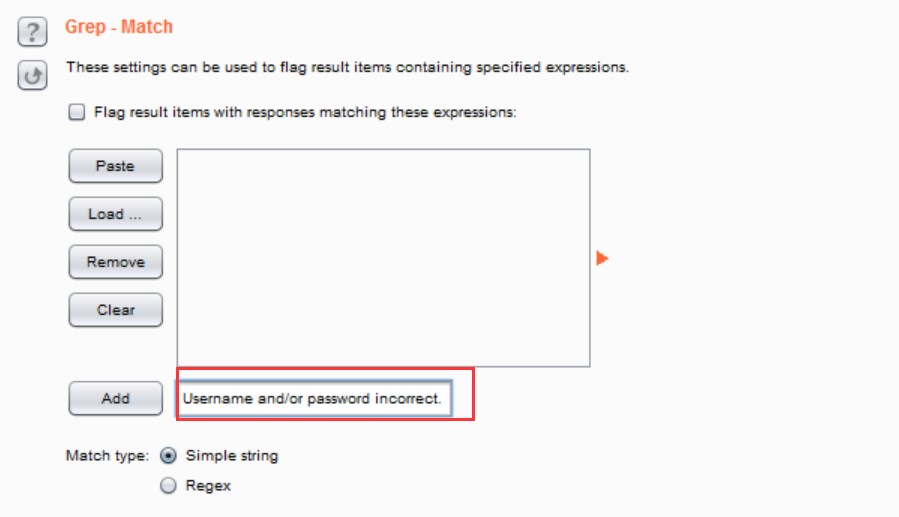 ?
Grep - Match
These settings can be used to flag result items containing specified expressions.
Flag result items with responses matching these expressions:
Paste
Load ...
Remove
Clear
Add
Username and/or password incorrect.
Match type:
Simple string
Regex